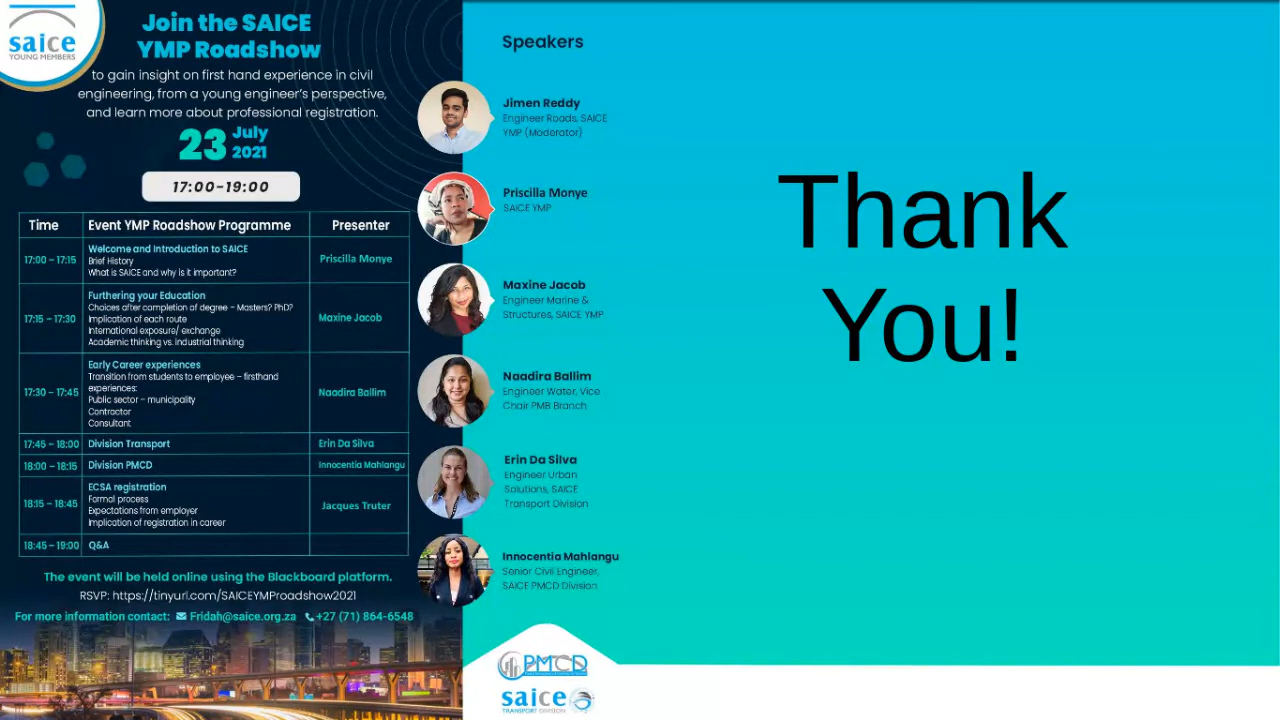 saice
YOUNG MEMBERS
Join the SAICE
YMP Roadshow
to gain insight on first hand experience in civil
engineering, from a young engineer's perspective,
and learn more about professional registration.
23 July
2021
17:00-19:00
Time Event YMP Roadshow Programme Presenter
17:00 – 17:15 Welcome and Introduction to SAICE Priscilla Monye
Brief History
What is SAICE and why is it important?
17:15 – 17:30 Furthering your Education Maxine Jacob
Choices after completion of degree – Masters? PhD?
Implication of each route
International exposure/ exchange
Academic thinking vs. industrial thinking
17:30 – 17:45 Early Career experiences Naadira Ballim
Transition from students to employee – firsthand
experiences:
Public sector – municipality
Contractor
Consultant
17:45 – 18:00 Division Transport Erin Da Silva
18:00 – 18:15 Division PMCD Innocentia Mahlangu
18:15 – 18:45 ECSA registration Jacques Truter
Formal process
Expectations from employer
Implication of registration in career
18:45 – 19:00 Q&A
The event will be held online using the Blackboard platform.
RSVP: https://tinyurl.com/SAICEYMProadshow2021
For more information contact: Fridah@saice.org.za +27 (71) 864-6548
Speakers
Jimen Reddy
Engineer Roads, SAICE
YMP (Moderator)
Priscilla Monye
SAICE YMP
Maxine Jacob
Engineer Marine &
Structures, SAICE YMP
Naadira Ballim
Engineer Water, Vice
Chair PMB Branch
Erin Da Silva
Engineer Urban
Solutions, SAICE
Transport Division
Innocentia Mahlangu
Senior Civil Engineer,
SAICE PMCD Division
PMCD
saice
TRANSPORT DIVISION
Thank
You!